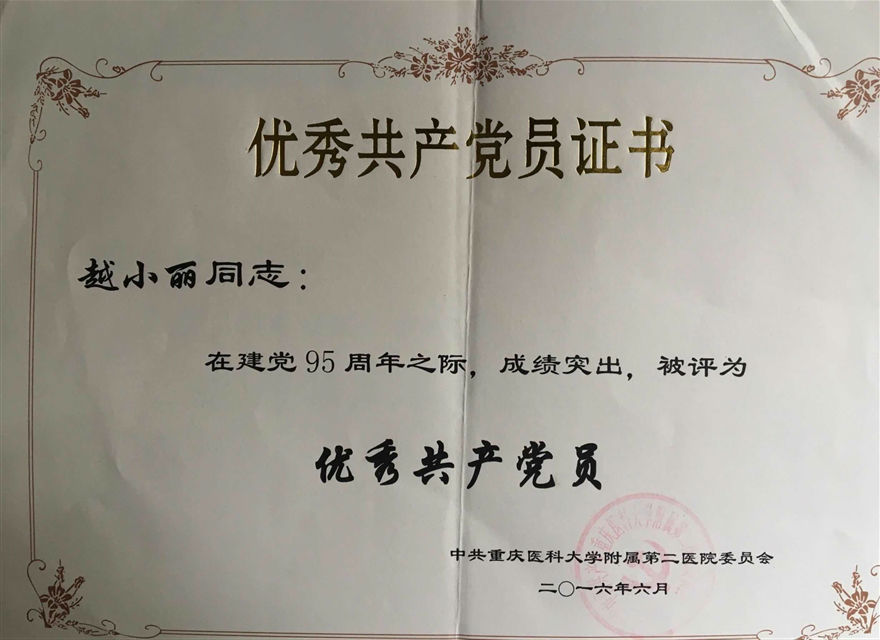 优秀共产党员证书
越小丽同志：
在建党95周年之际，成绩突出，被评为
优秀共产党员
中共重庆医科大学附属第二医院委员会
二〇一六年六月